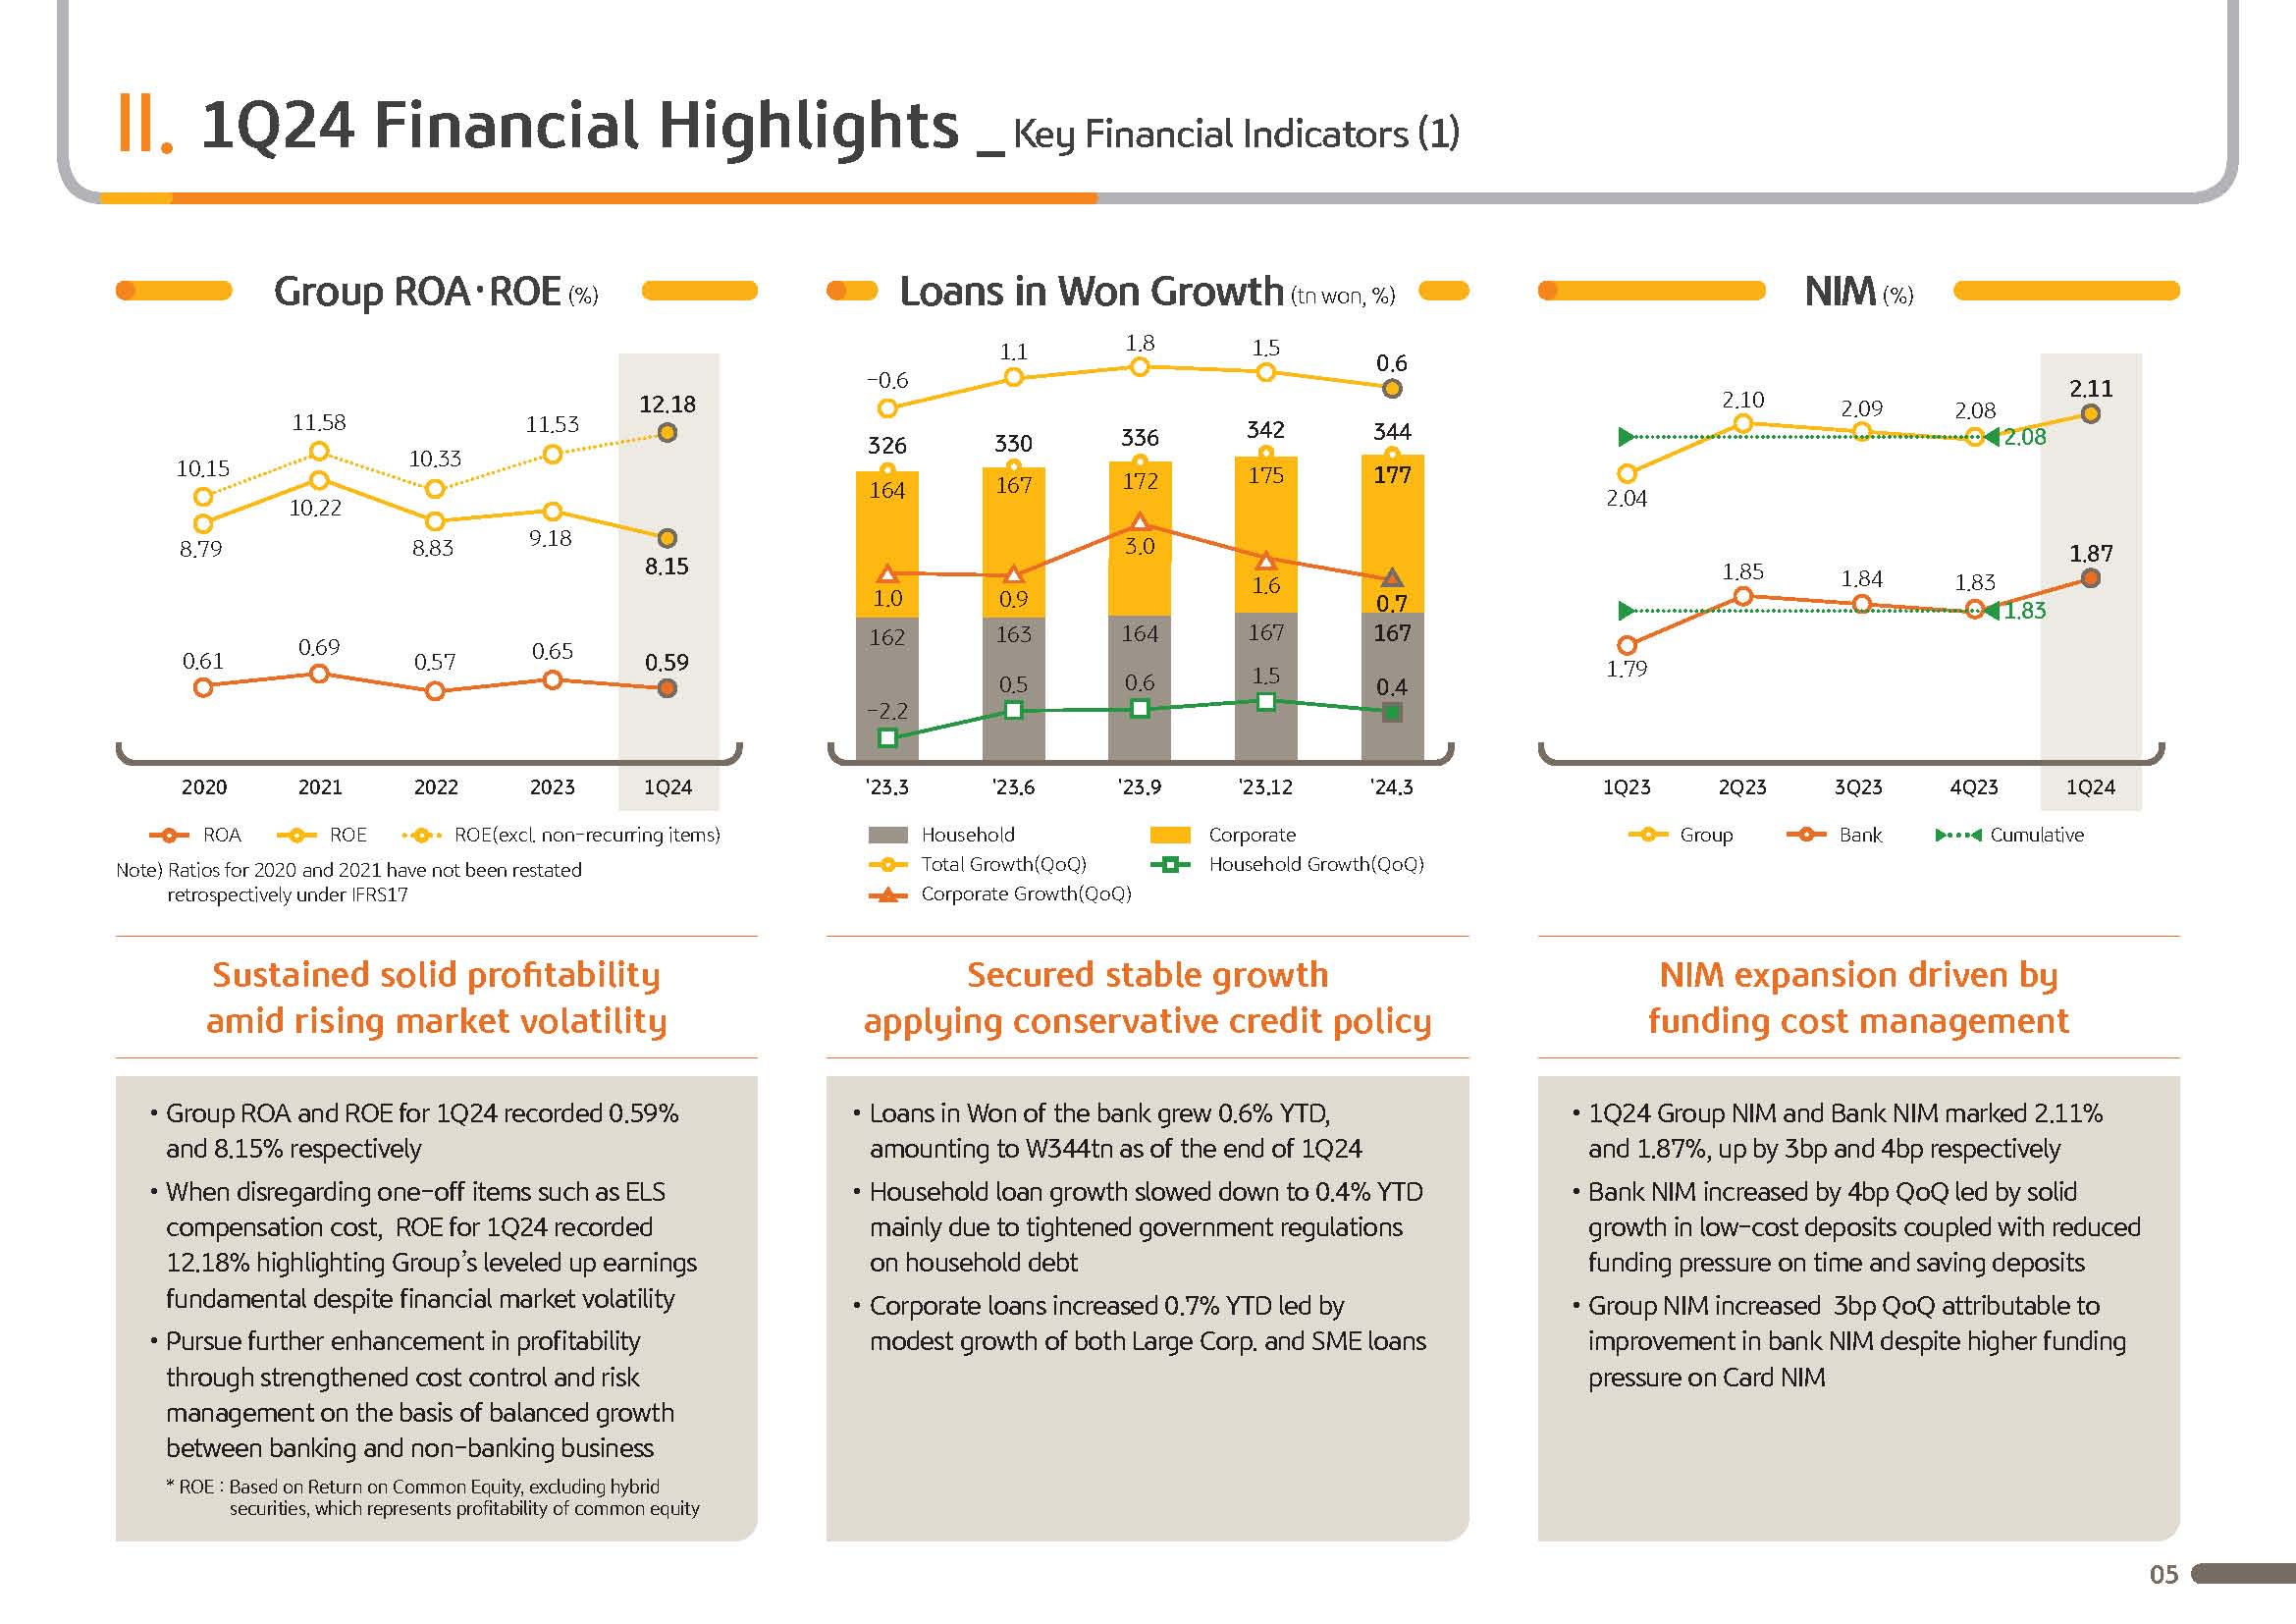 II. 1Q24 Financial Highlights _ Key Financial Indicators (1)
Group ROA·ROE (%)
12.18
11.58
11.53
10.33
10.15
10.22
9.18
8.79
8.83
8.15
0.69
0.65
0.61
0.57
0.59
2020 2021 2022 2023 1Q24
ROA ROE ROE(excl. non-recurring items)
Note) Ratios for 2020 and 2021 have not been restated
retrospectively under IFRS17
Sustained solid profitability
amid rising market volatility
• Group ROA and ROE for 1Q24 recorded 0.59%
and 8.15% respectively
• When disregarding one-off items such as ELS
compensation cost, ROE for 1Q24 recorded
12.18% highlighting Group's leveled up earnings
fundamental despite financial market volatility
• Pursue further enhancement in profitability
through strengthened cost control and risk
management on the basis of balanced growth
between banking and non-banking business
* ROE : Based on Return on Common Equity, excluding hybrid
securities, which represents profitability of common equity
Loans in Won Growth (tn won, %)
-0.6 1.1 1.8 1.5 0.6
326 330 336 342 344
164 167 172 175 177
1.0 0.9 3.0 1.6 0.7
162 163 164 167 167
-2.2 0.5 0.6 1.5 0.4
'23.3 '23.6 '23.9 '23.12 '24.3
Household Corporate
Total Growth(QoQ) Household Growth(QoQ)
Corporate Growth(QoQ)
Secured stable growth
applying conservative credit policy
• Loans in Won of the bank grew 0.6% YTD,
amounting to W344tn as of the end of 1Q24
• Household loan growth slowed down to 0.4% YTD
mainly due to tightened government regulations
on household debt
• Corporate loans increased 0.7% YTD led by
modest growth of both Large Corp. and SME loans
NIM (%)
2.04 2.10 2.09 2.08 2.11
2.08
1.79 1.85 1.84 1.83 1.87
1.83
1Q23 2Q23 3Q23 4Q23 1Q24
Group Bank Cumulative
NIM expansion driven by
funding cost management
• 1Q24 Group NIM and Bank NIM marked 2.11%
and 1.87%, up by 3bp and 4bp respectively
• Bank NIM increased by 4bp QoQ led by solid
growth in low-cost deposits coupled with reduced
funding pressure on time and saving deposits
• Group NIM increased 3bp QoQ attributable to
improvement in bank NIM despite higher funding
pressure on Card NIM
05